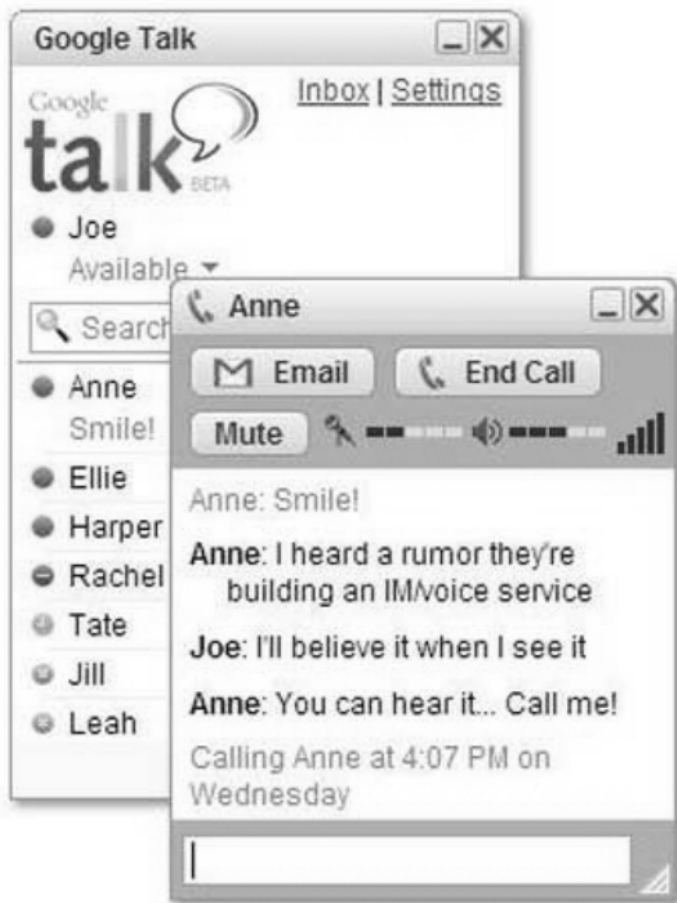 Google Talk
Google
talk
BETA
Inbox | Settings
Joe
Available
Search
Anne
Smile!
Ellie
Harper
Rachel
Tate
Jill
Leah
Anne
Email
End Call
Mute
Anne: Smile!
Anne: I heard a rumor they're
building an IM/voice service
Joe: I'll believe it when I see it
Anne: You can hear it... Call me!
Calling Anne at 4:07 PM on
Wednesday